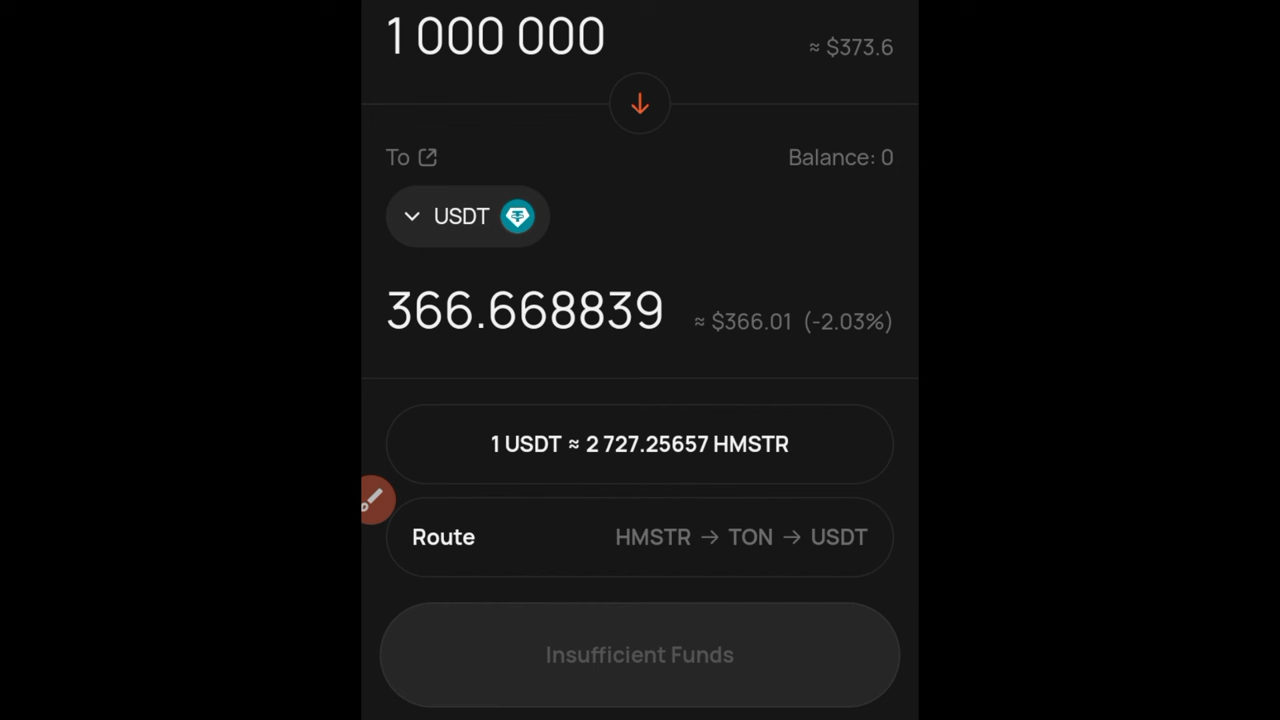 1 000 000 ≈ $373.6
To Balance: 0
USDT
366.668839 ≈ $366.01 (-2.03%)
1 USDT ≈ 2 727.25657 HMSTR
Route HMSTR → TON → USDT
Insufficient Funds